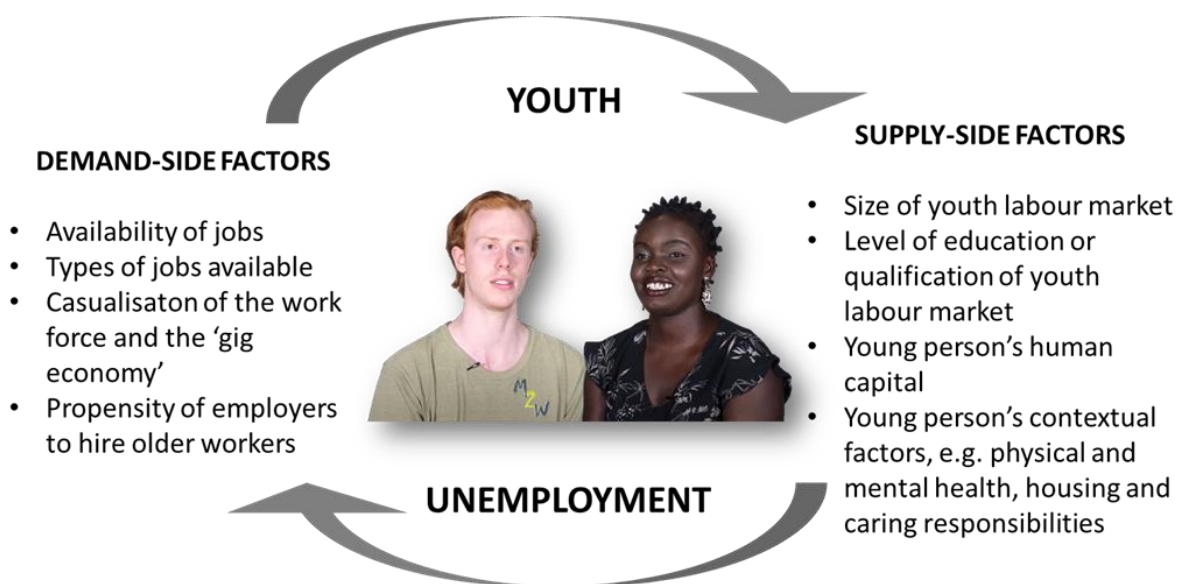 YOUTH
DEMAND-SIDE FACTORS
• Availability of jobs
• Types of jobs available
• Casualisaton of the work
force and the ‘gig
economy’
• Propensity of employers
to hire older workers
M
Z
W
SUPPLY-SIDE FACTORS
• Size of youth labour market
• Level of education or
qualification of youth
labour market
• Young person’s human
capital
• Young person’s contextual
factors, e.g. physical and
mental health, housing and
caring responsibilities
UNEMPLOYMENT